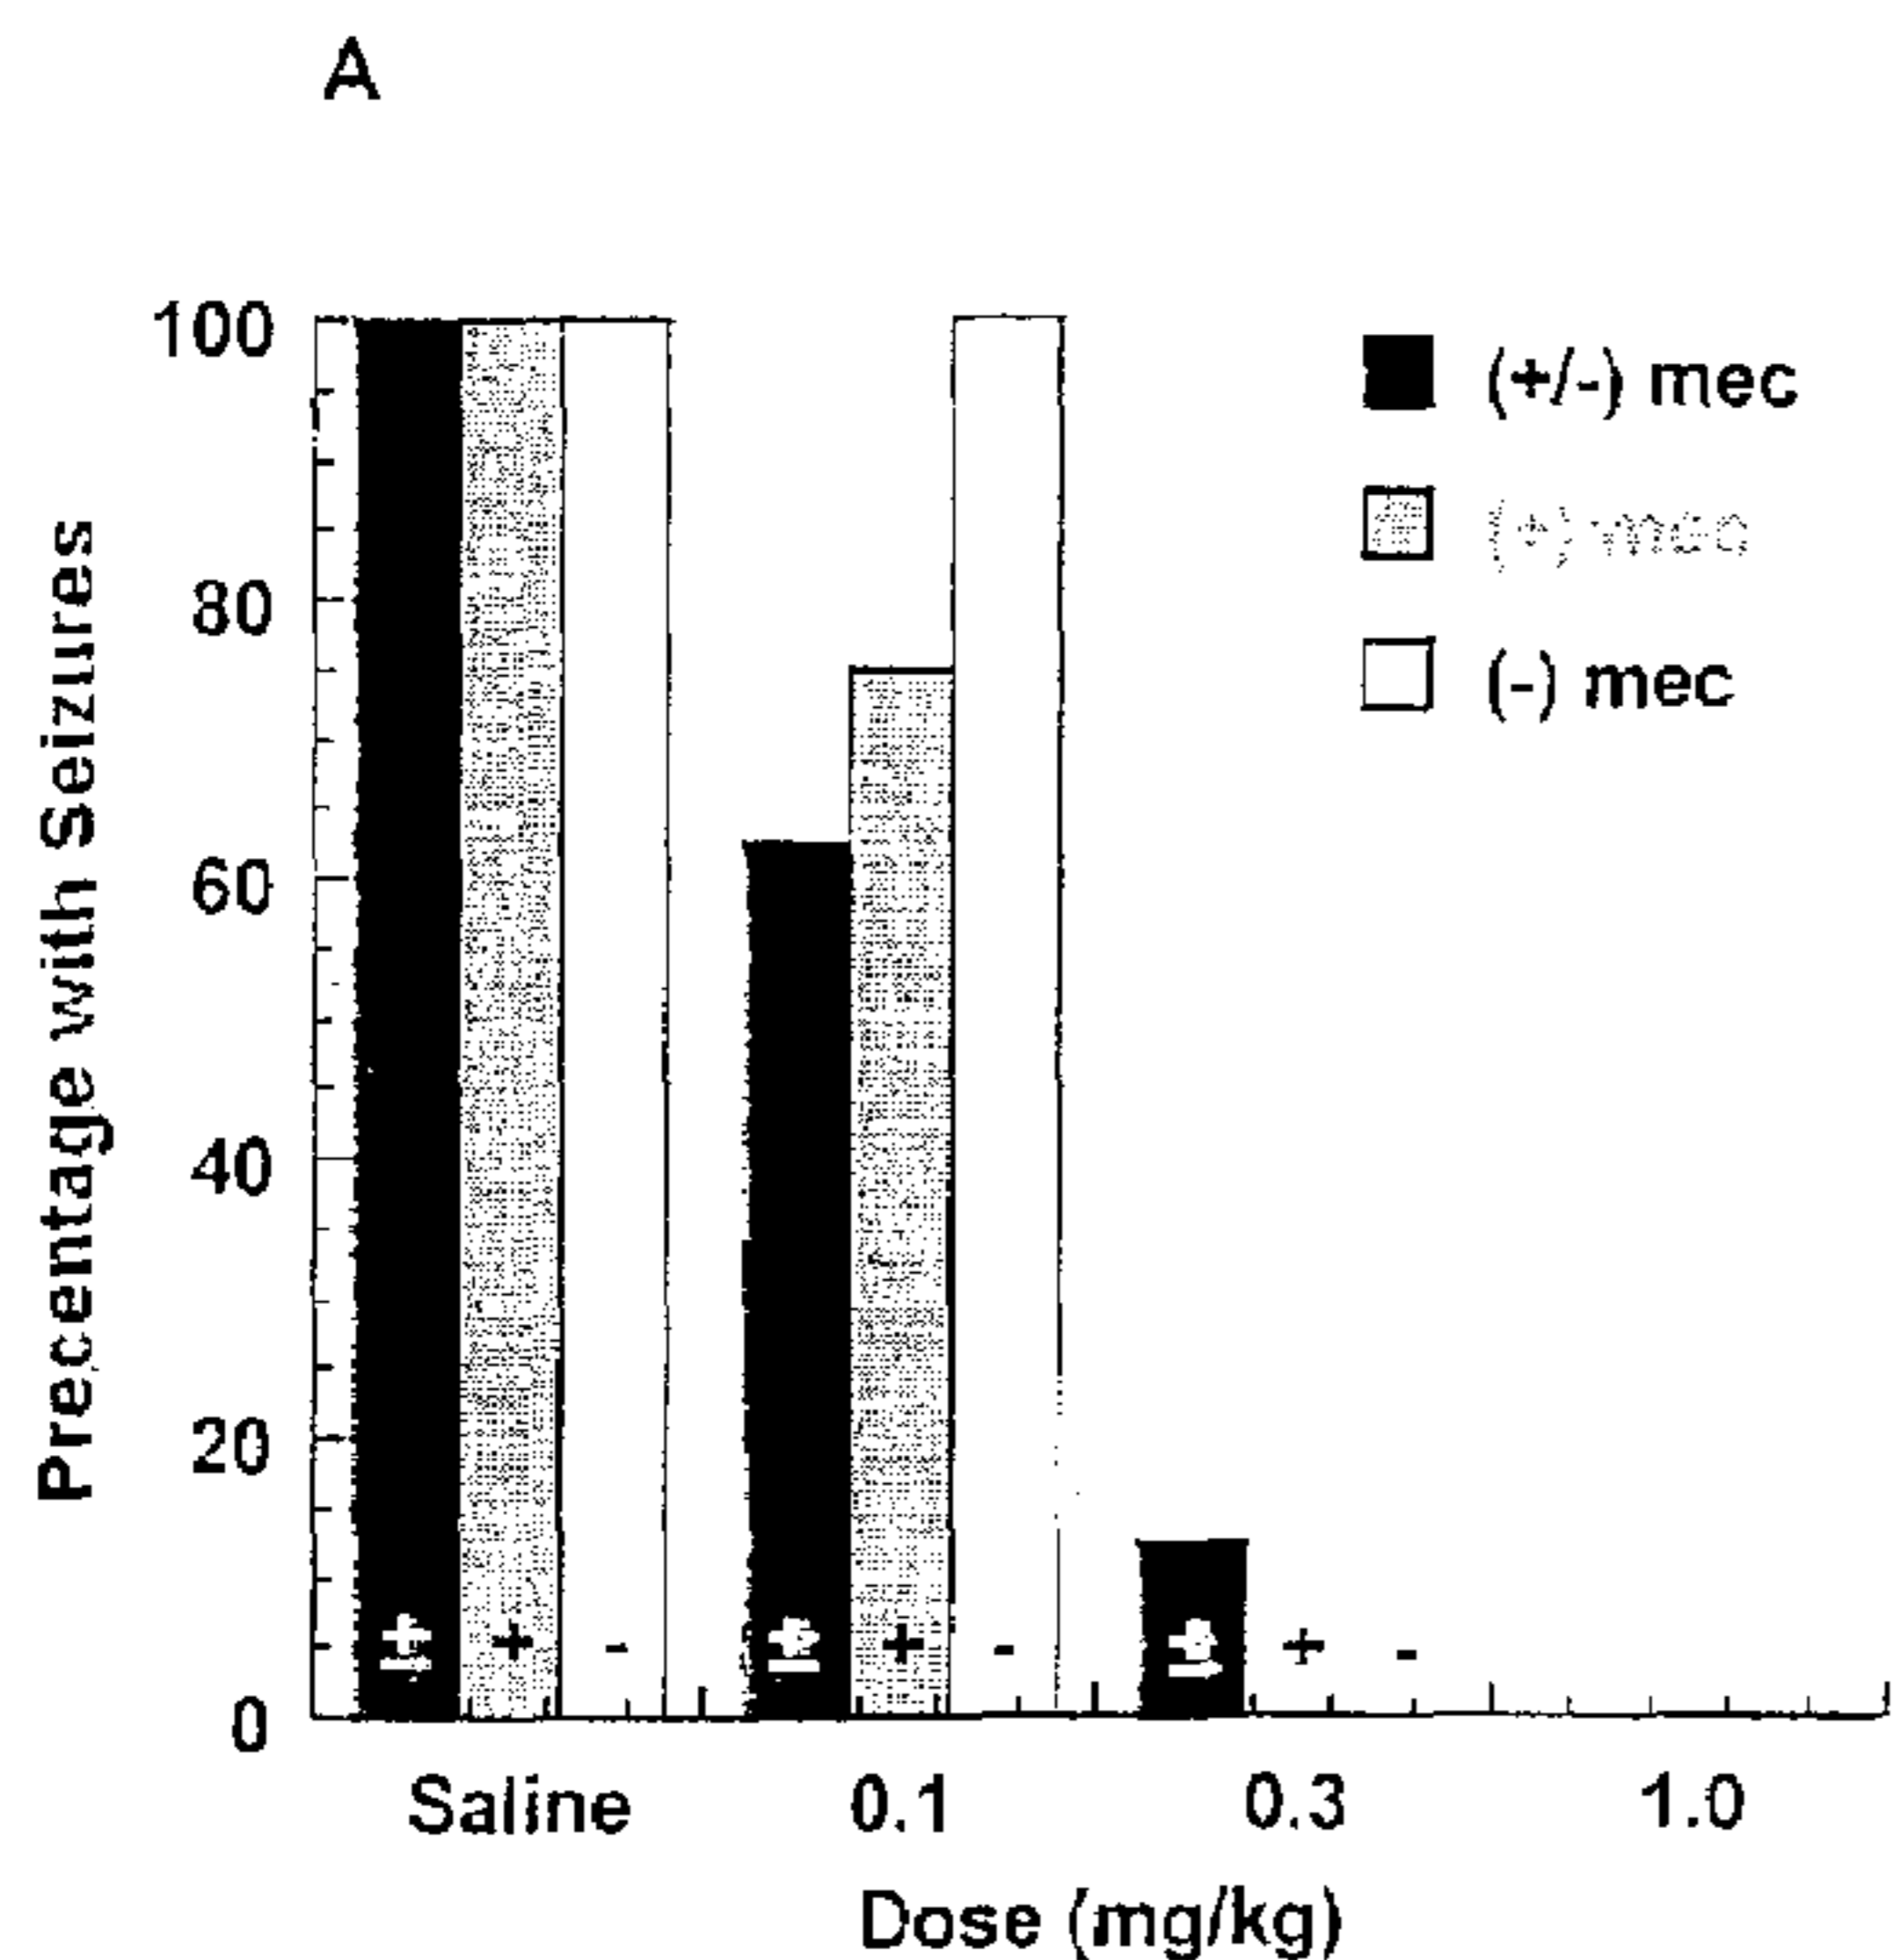 A
100
80
60
40
20
0
Precentage with Seizures
(+/-) mec
(+) mec
(-) mec
± + -
± + -
± + -
Saline 0.1 0.3 1.0
Dose (mg/kg)